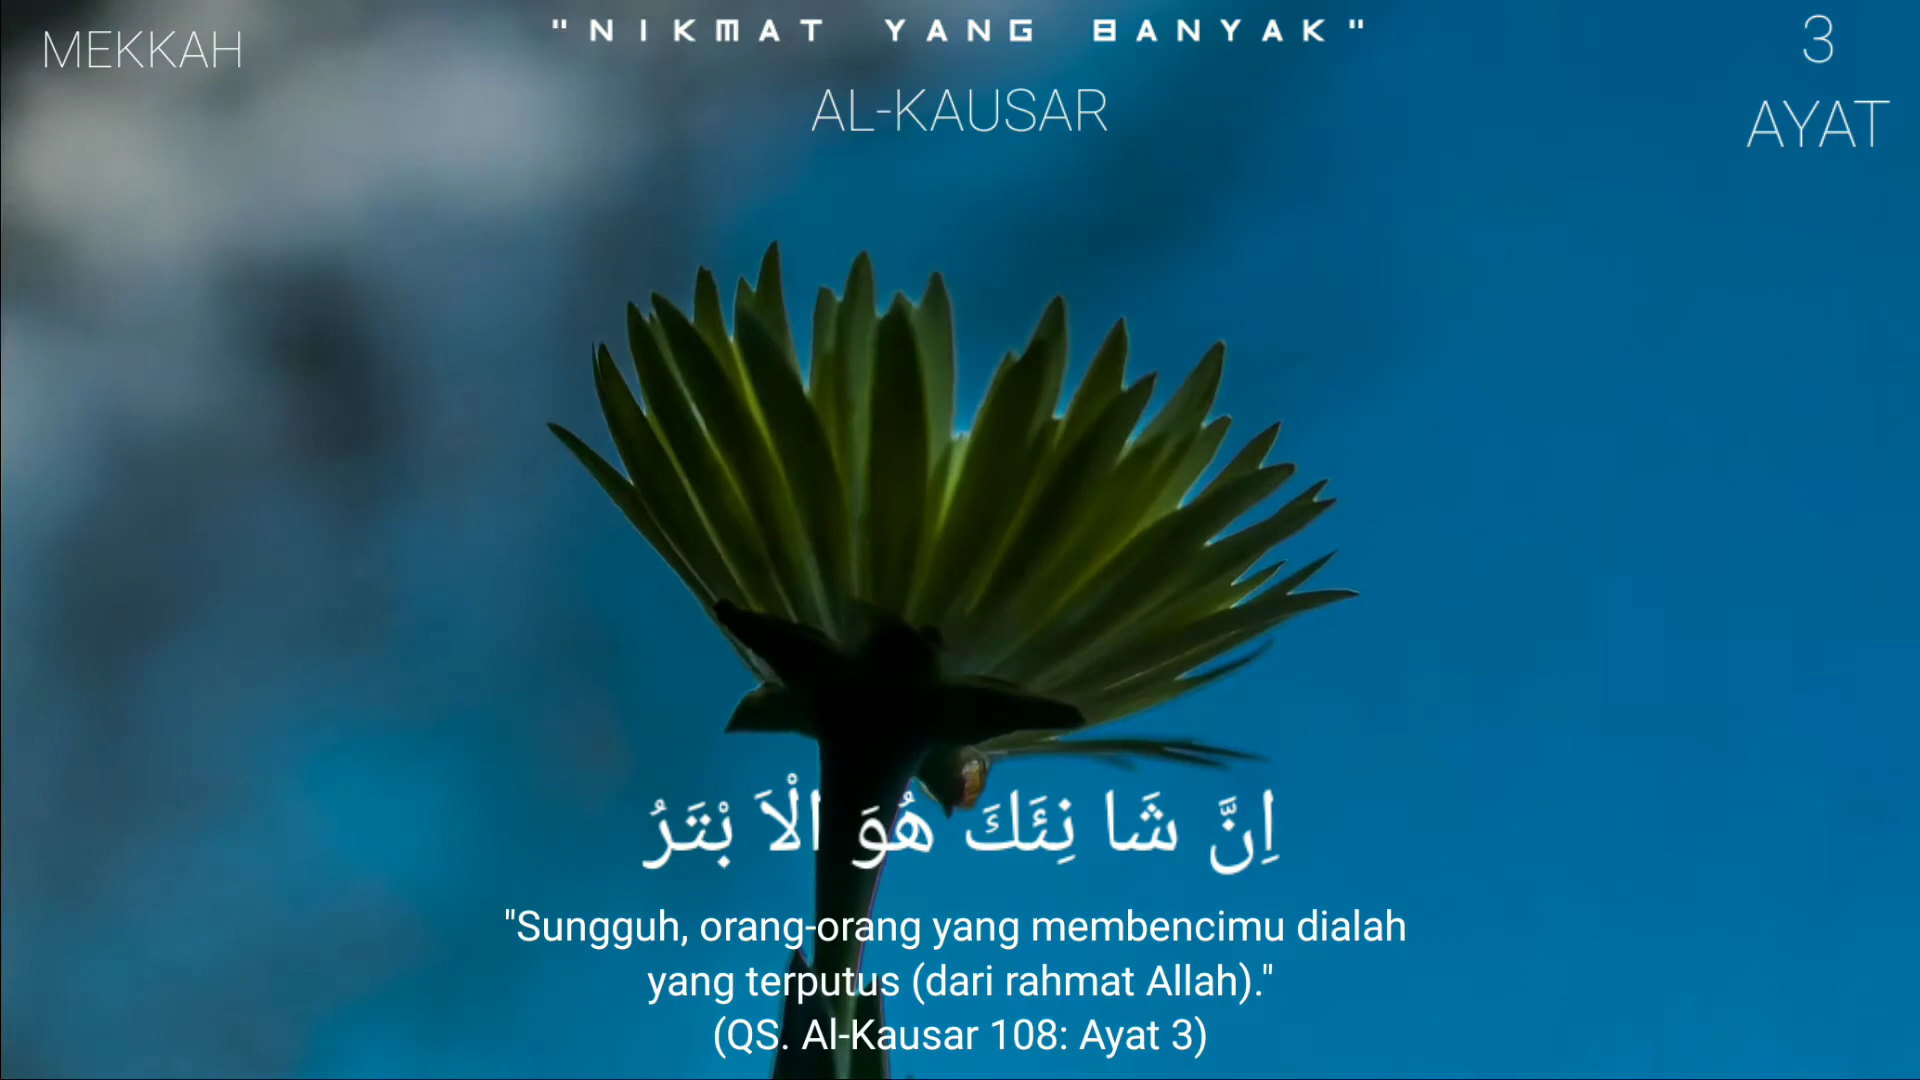 MEKKAH
"NIKMAT YANG BANYAK"
AL-KAUSAR
3
AYAT
اِنَّ شَا نِئَكَ هُوَ الْاَ بْتَرُ
"Sungguh, orang-orang yang membencimu dialah
yang terputus (dari rahmat Allah)."
(QS. Al-Kausar 108: Ayat 3)